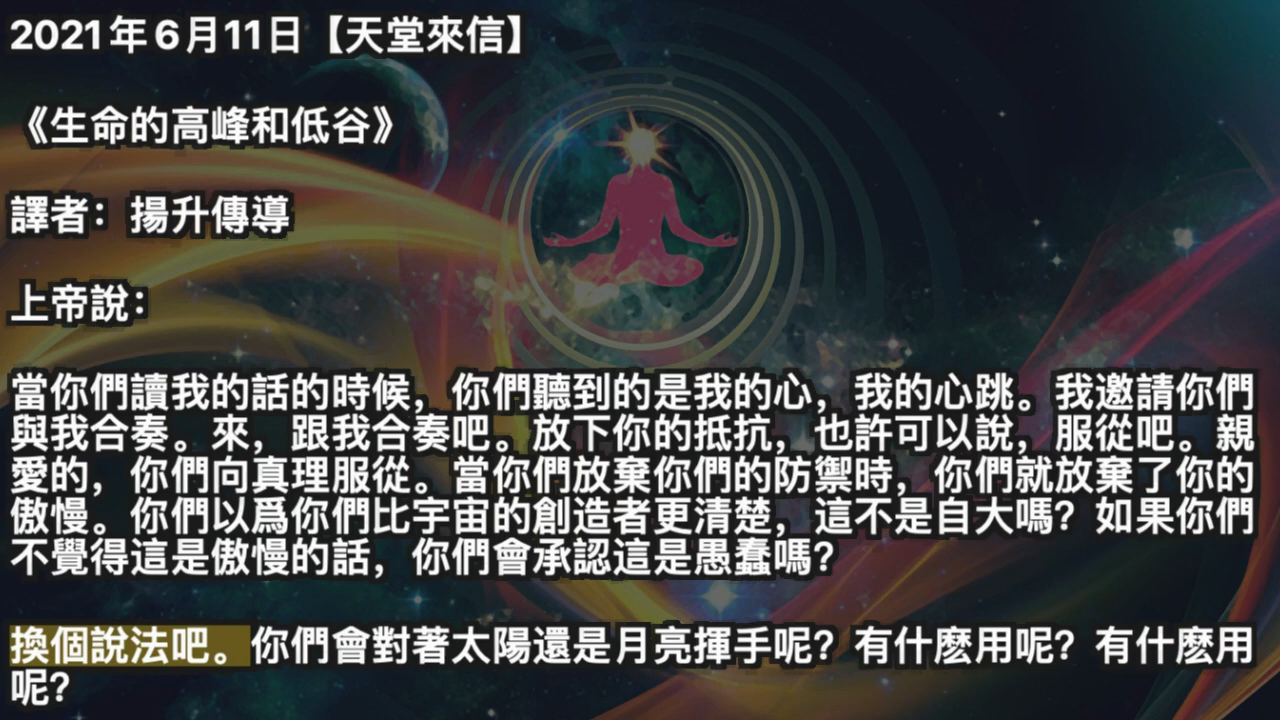 2021年6月11日【天堂來信】
《生命的高峰和低谷》
譯者：揚升傳導
上帝說：
當你們讀我的話的時候，你們聽到的是我的心，我的心跳。我邀請你們
與我合奏。來，跟我合奏吧。放下你的抵抗，也許可以說，服從吧。親
愛的，你們向真理服從。當你們放棄你們的防禦時，你們就放棄了你的
傲慢。你們以爲你們比宇宙的創造者更清楚，這不是自大嗎？如果你們
不覺得這是傲慢的話，你們會承認這是愚蠢嗎？
換個說法吧。你們會對著太陽還是月亮揮手呢？有什麽用呢？有什麽用
呢？